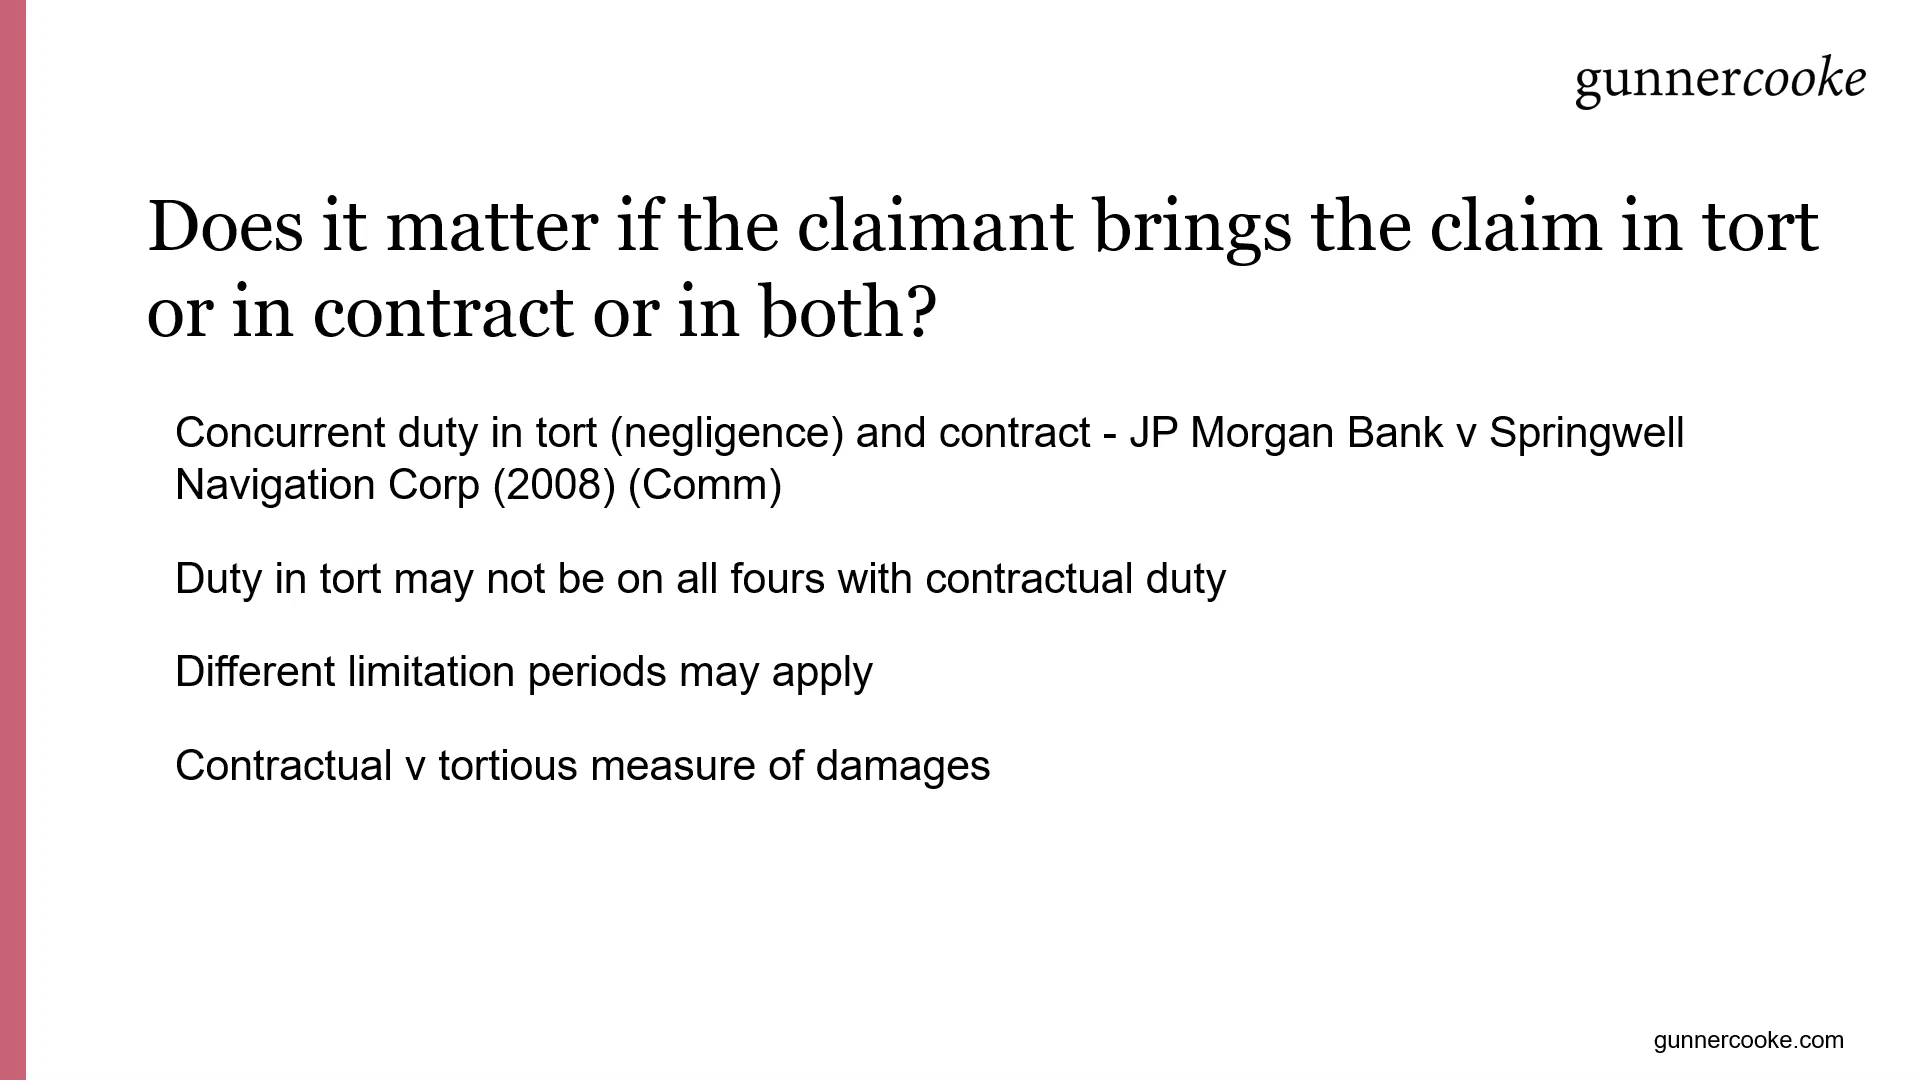 gunnercooke
Does it matter if the claimant brings the claim in tort
or in contract or in both?
Concurrent duty in tort (negligence) and contract - JP Morgan Bank v Springwell
Navigation Corp (2008) (Comm)
Duty in tort may not be on all fours with contractual duty
Different limitation periods may apply
Contractual v tortious measure of damages
gunnercooke.com